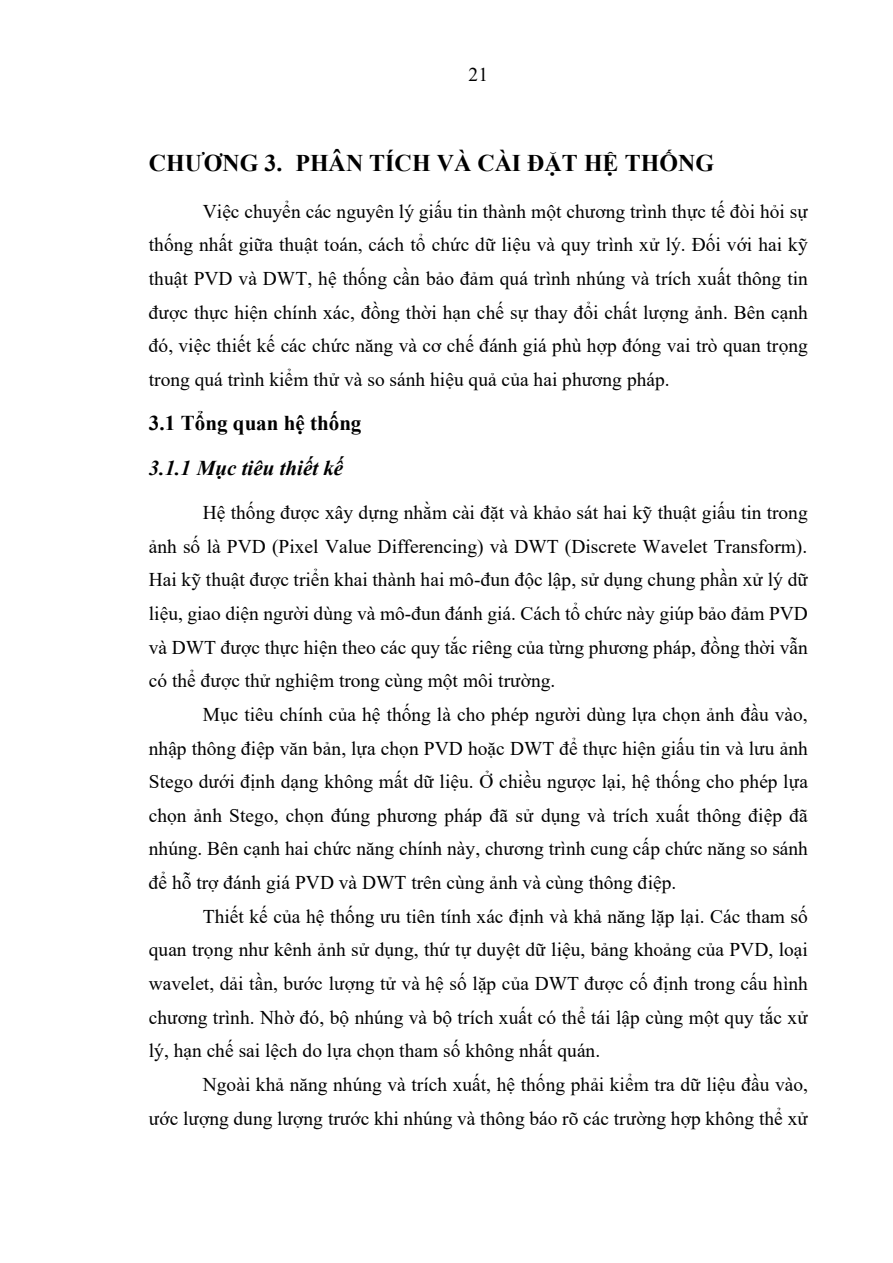 21
CHƯƠNG 3. PHÂN TÍCH VÀ CÀI ĐẶT HỆ THỐNG
Việc chuyển các nguyên lý giấu tin thành một chương trình thực tế đòi hỏi sự
thống nhất giữa thuật toán, cách tổ chức dữ liệu và quy trình xử lý. Đối với hai kỹ
thuật PVD và DWT, hệ thống cần bảo đảm quá trình nhúng và trích xuất thông tin
được thực hiện chính xác, đồng thời hạn chế sự thay đổi chất lượng ảnh. Bên cạnh
đó, việc thiết kế các chức năng và cơ chế đánh giá phù hợp đóng vai trò quan trọng
trong quá trình kiểm thử và so sánh hiệu quả của hai phương pháp.
3.1 Tổng quan hệ thống
3.1.1 Mục tiêu thiết kế
Hệ thống được xây dựng nhằm cài đặt và khảo sát hai kỹ thuật giấu tin trong
ảnh số là PVD (Pixel Value Differencing) và DWT (Discrete Wavelet Transform).
Hai kỹ thuật được triển khai thành hai mô-đun độc lập, sử dụng chung phần xử lý dữ
liệu, giao diện người dùng và mô-đun đánh giá. Cách tổ chức này giúp bảo đảm PVD
và DWT được thực hiện theo các quy tắc riêng của từng phương pháp, đồng thời vẫn
có thể được thử nghiệm trong cùng một môi trường.
Mục tiêu chính của hệ thống là cho phép người dùng lựa chọn ảnh đầu vào,
nhập thông điệp văn bản, lựa chọn PVD hoặc DWT để thực hiện giấu tin và lưu ảnh
Stego dưới định dạng không mất dữ liệu. Ở chiều ngược lại, hệ thống cho phép lựa
chọn ảnh Stego, chọn đúng phương pháp đã sử dụng và trích xuất thông điệp đã
nhúng. Bên cạnh hai chức năng chính này, chương trình cung cấp chức năng so sánh
để hỗ trợ đánh giá PVD và DWT trên cùng ảnh và cùng thông điệp.
Thiết kế của hệ thống ưu tiên tính xác định và khả năng lặp lại. Các tham số
quan trọng như kênh ảnh sử dụng, thứ tự duyệt dữ liệu, bảng khoảng của PVD, loại
wavelet, dải tần, bước lượng tử và hệ số lặp của DWT được cố định trong cấu hình
chương trình. Nhờ đó, bộ nhúng và bộ trích xuất có thể tái lập cùng một quy tắc xử
lý, hạn chế sai lệch do lựa chọn tham số không nhất quán.
Ngoài khả năng nhúng và trích xuất, hệ thống phải kiểm tra dữ liệu đầu vào,
ước lượng dung lượng trước khi nhúng và thông báo rõ các trường hợp không thể xử